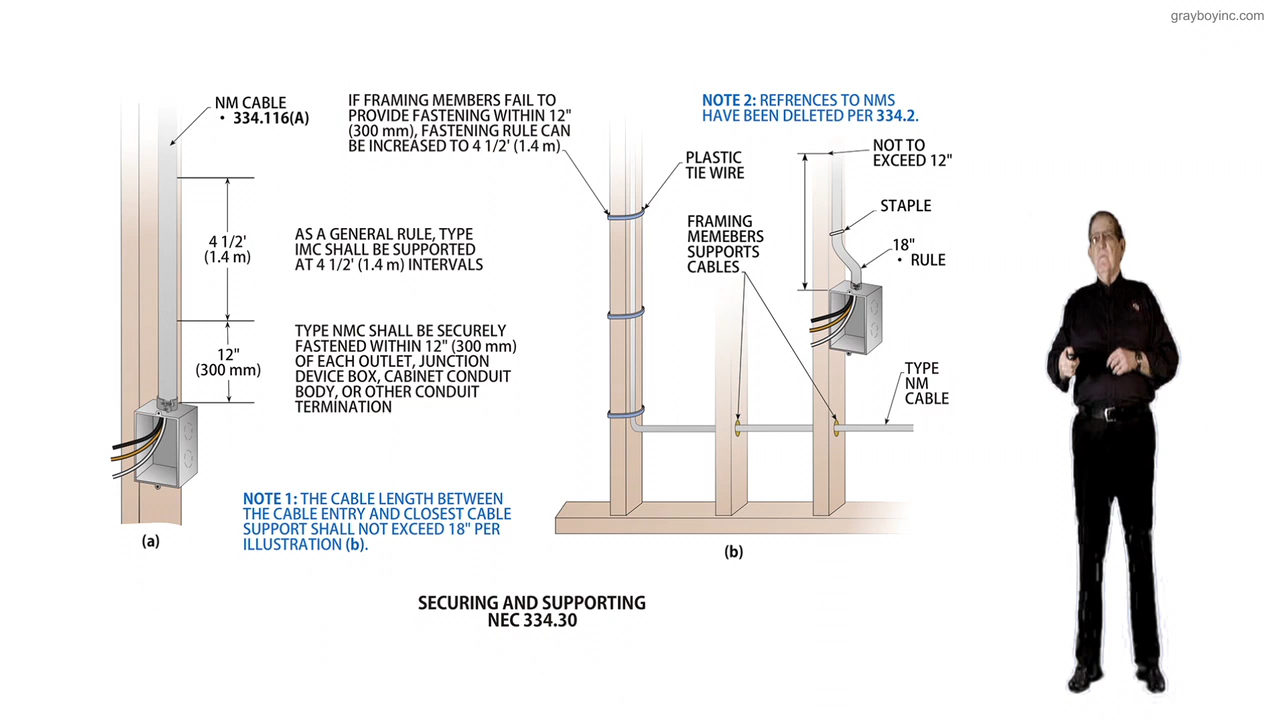 grayboyinc.com
NM CABLE
• 334.116(A)
4 1/2'
(1.4 m)
12"
(300 mm)
(a)
AS A GENERAL RULE, TYPE
IMC SHALL BE SUPPORTED
AT 4 1/2' (1.4 m) INTERVALS
TYPE NMC SHALL BE SECURELY
FASTENED WITHIN 12" (300 mm)
OF EACH OUTLET, JUNCTION
DEVICE BOX, CABINET CONDUIT
BODY, OR OTHER CONDUIT
TERMINATION
NOTE 1: THE CABLE LENGTH BETWEEN
THE CABLE ENTRY AND CLOSEST CABLE
SUPPORT SHALL NOT EXCEED 18" PER
ILLUSTRATION (b).
IF FRAMING MEMBERS FAIL TO
PROVIDE FASTENING WITHIN 12"
(300 mm), FASTENING RULE CAN
BE INCREASED TO 4 1/2' (1.4 m)
NOTE 2: REFRENCES TO NMS
HAVE BEEN DELETED PER 334.2.
PLASTIC
TIE WIRE
NOT TO
EXCEED 12"
STAPLE
FRAMING
MEMEBERS
SUPPORTS
CABLES
18"
• RULE
TYPE
NM
CABLE
(b)
SECURING AND SUPPORTING
NEC 334.30